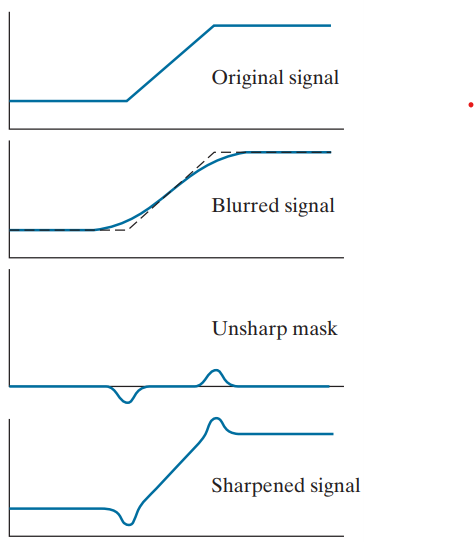 Original signal
Blurred signal
Unsharp mask
Sharpened signal